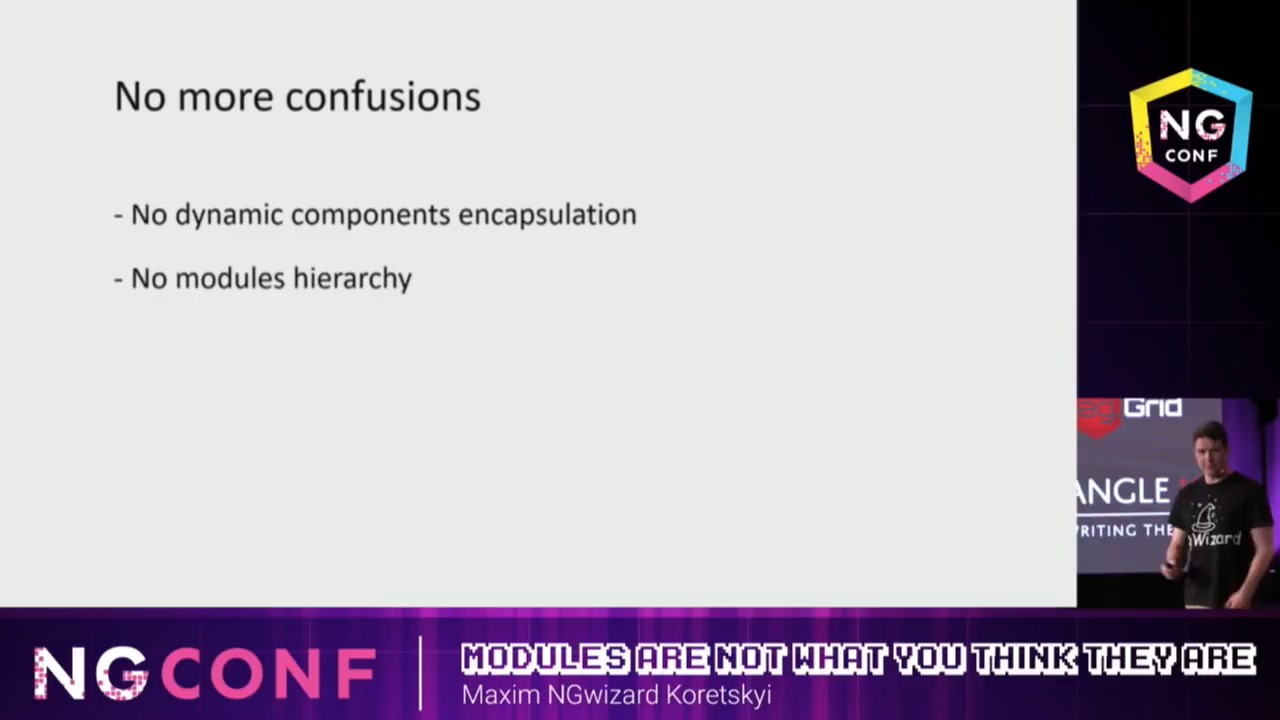 No more confusions
- No dynamic components encapsulation
- No modules hierarchy
NG
CONF
agGrid
ANGLE
RITING THE
Wizard
NG CONF
MODULES ARE NOT WHAT YOU THINK THEY ARE
Maxim NGwizard Koretskyi